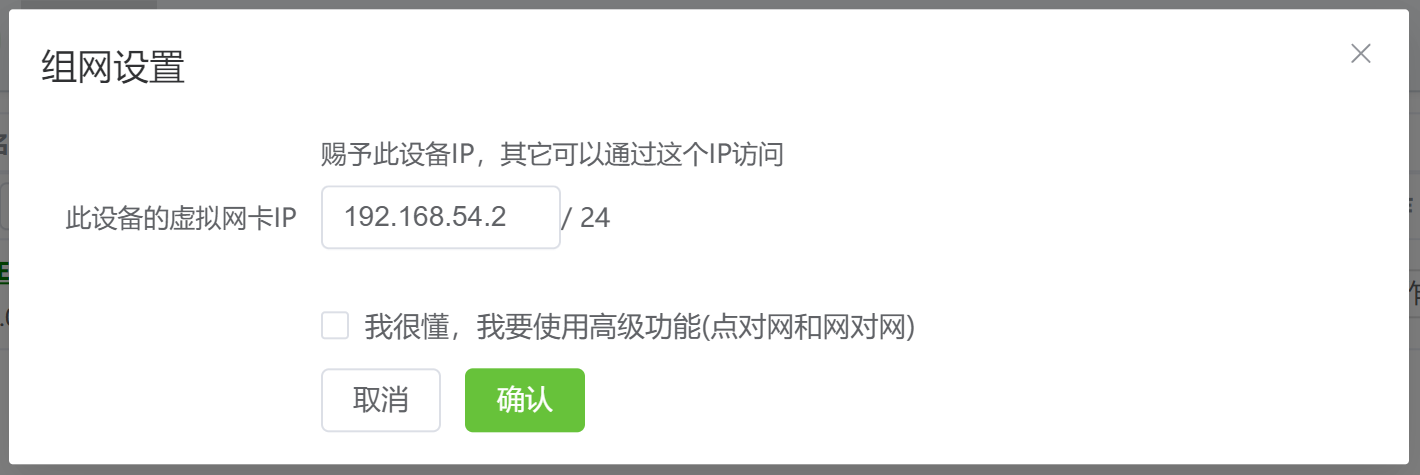 组网设置
赐予此设备IP，其它可以通过这个IP访问
此设备的虚拟网卡IP 192.168.54.2 / 24
我很懂，我要使用高级功能(点对网和网对网)
取消 确认